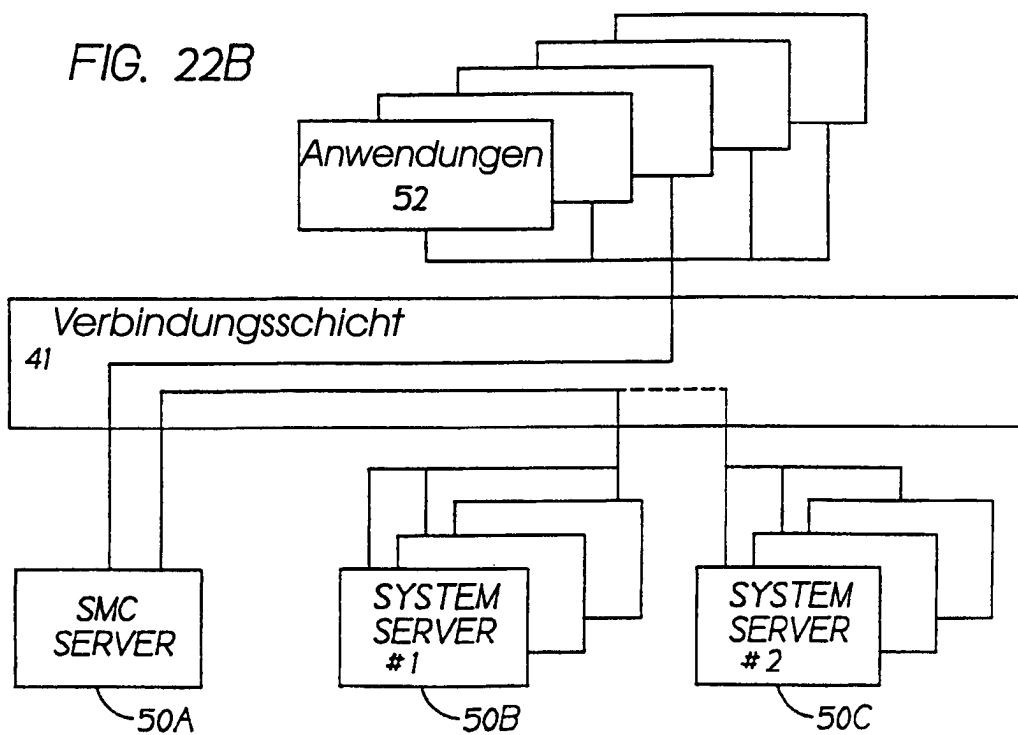 FIG. 22B
Anwendungen
52
Verbindungsschicht
41
SMC
SERVER
SYSTEM
SERVER
#1
SYSTEM
SERVER
#2
50A
50B
50C